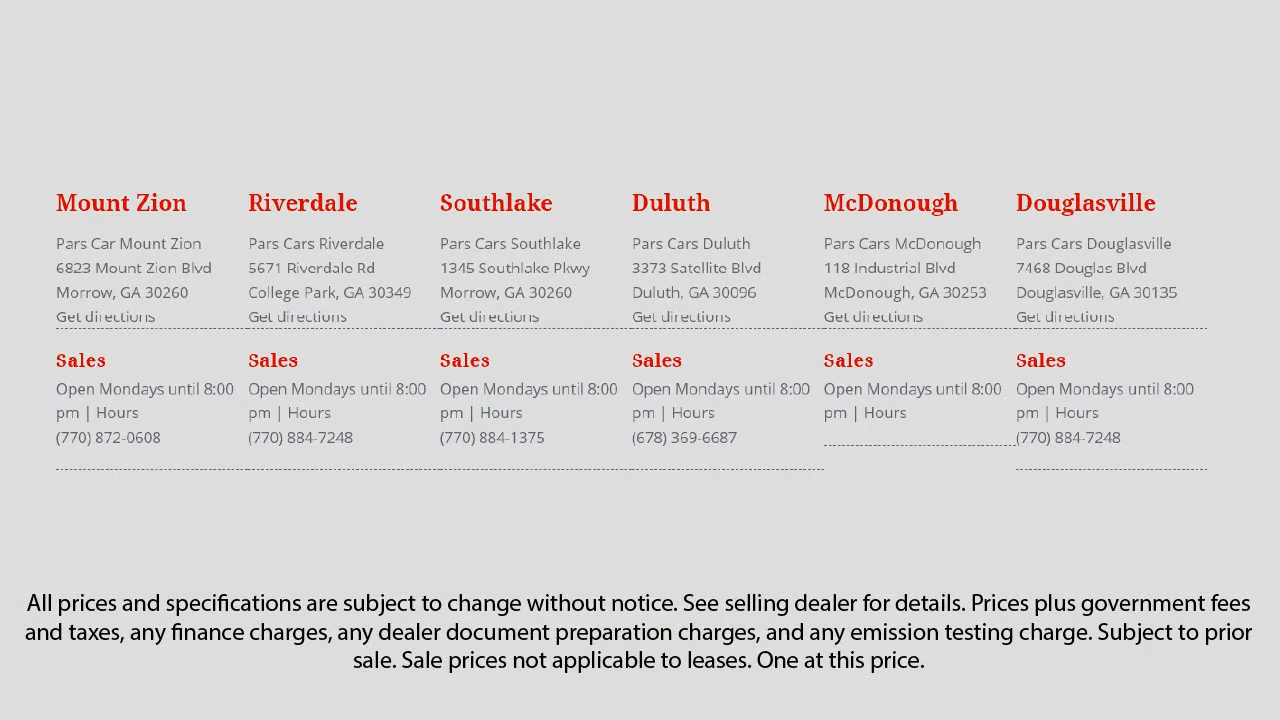 Mount Zion
Pars Car Mount Zion
6823 Mount Zion Blvd
Morrow, GA 30260
Get directions
Sales
Open Mondays until 8:00
pm | Hours
(770) 872-0608
Riverdale
Pars Cars Riverdale
5671 Riverdale Rd
College Park, GA 30349
Get directions
Sales
Open Mondays until 8:00
pm | Hours
(770) 884-7248
Southlake
Pars Cars Southlake
1345 Southlake Pkwy
Morrow, GA 30260
Get directions
Sales
Open Mondays until 8:00
pm | Hours
(770) 884-1375
Duluth
Pars Cars Duluth
3373 Satellite Blvd
Duluth, GA 30096
Get directions
Sales
Open Mondays until 8:00
pm | Hours
(678) 369-6687
McDonough
Pars Cars McDonough
118 Industrial Blvd
McDonough, GA 30253
Get directions
Sales
Open Mondays until 8:00
pm | Hours
Douglasville
Pars Cars Douglasville
7468 Douglas Blvd
Douglasville, GA 30135
Get directions
Sales
Open Mondays until 8:00
pm | Hours
(770) 884-7248
All prices and specifications are subject to change without notice. See selling dealer for details. Prices plus government fees
and taxes, any finance charges, any dealer document preparation charges, and any emission testing charge. Subject to prior
sale. Sale prices not applicable to leases. One at this price.